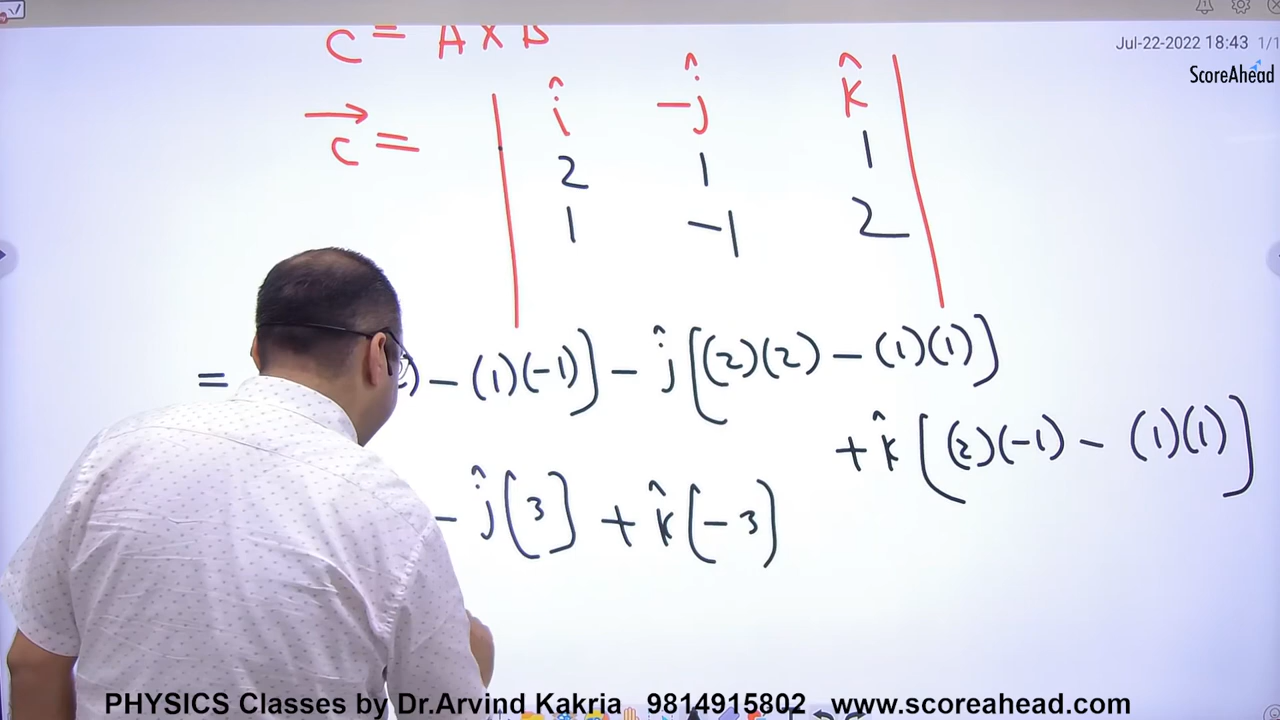 Jul-22-2022 18:43 1/1
ScoreAhead
C = A X B
c = | î -ĵ k̂ |
2 1 1
1 -1 2
= ) - (1)(-1)] - ĵ[(2)(2) - (1)(1)]
+ k̂[(2)(-1) - (1)(1)]
- ĵ[3] + k̂[-3]
PHYSICS Classes by Dr.Arvind Kakria 9814915802 www.scoreahead.com